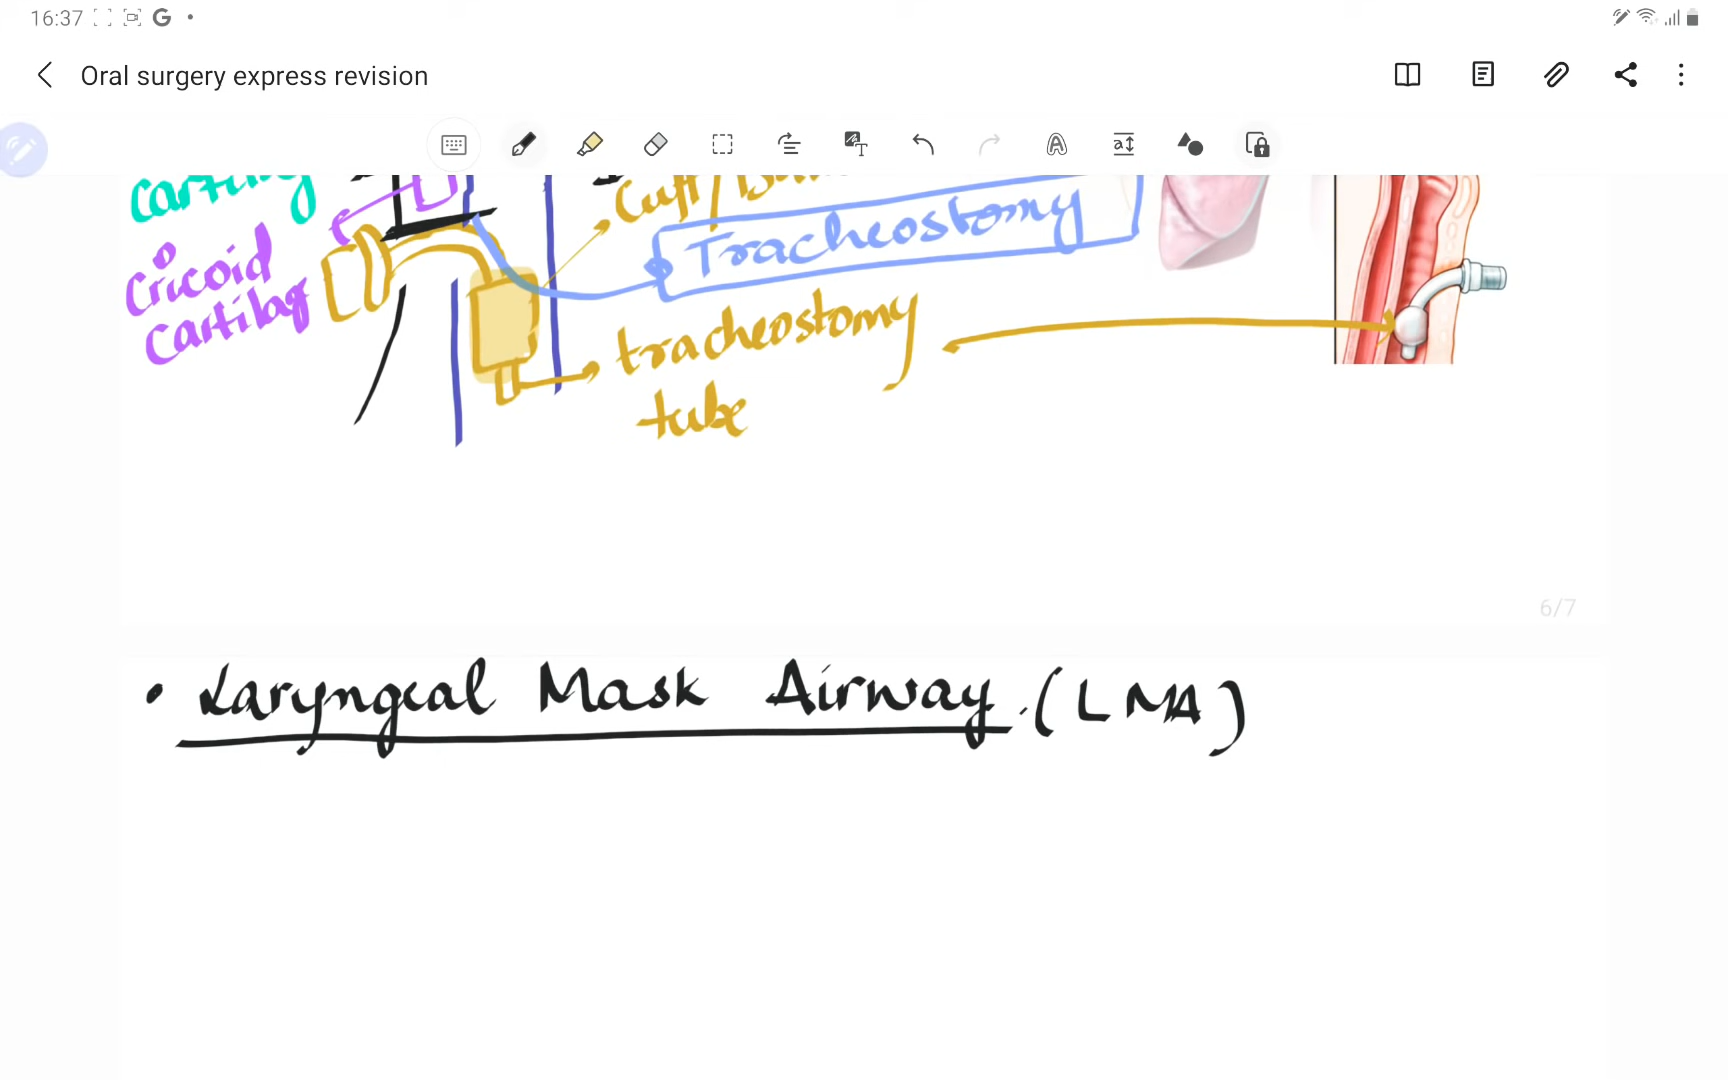 16:37
Oral surgery express revision
Tracheostomy
cricoid
cartilag
tracheostomy
tube
6/7
• Laryngeal Mask Airway. (LMA)